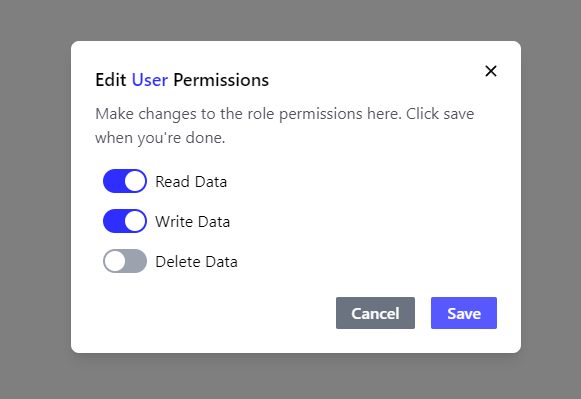 Edit User Permissions
Make changes to the role permissions here. Click save
when you're done.
Read Data
Write Data
Delete Data
Cancel
Save